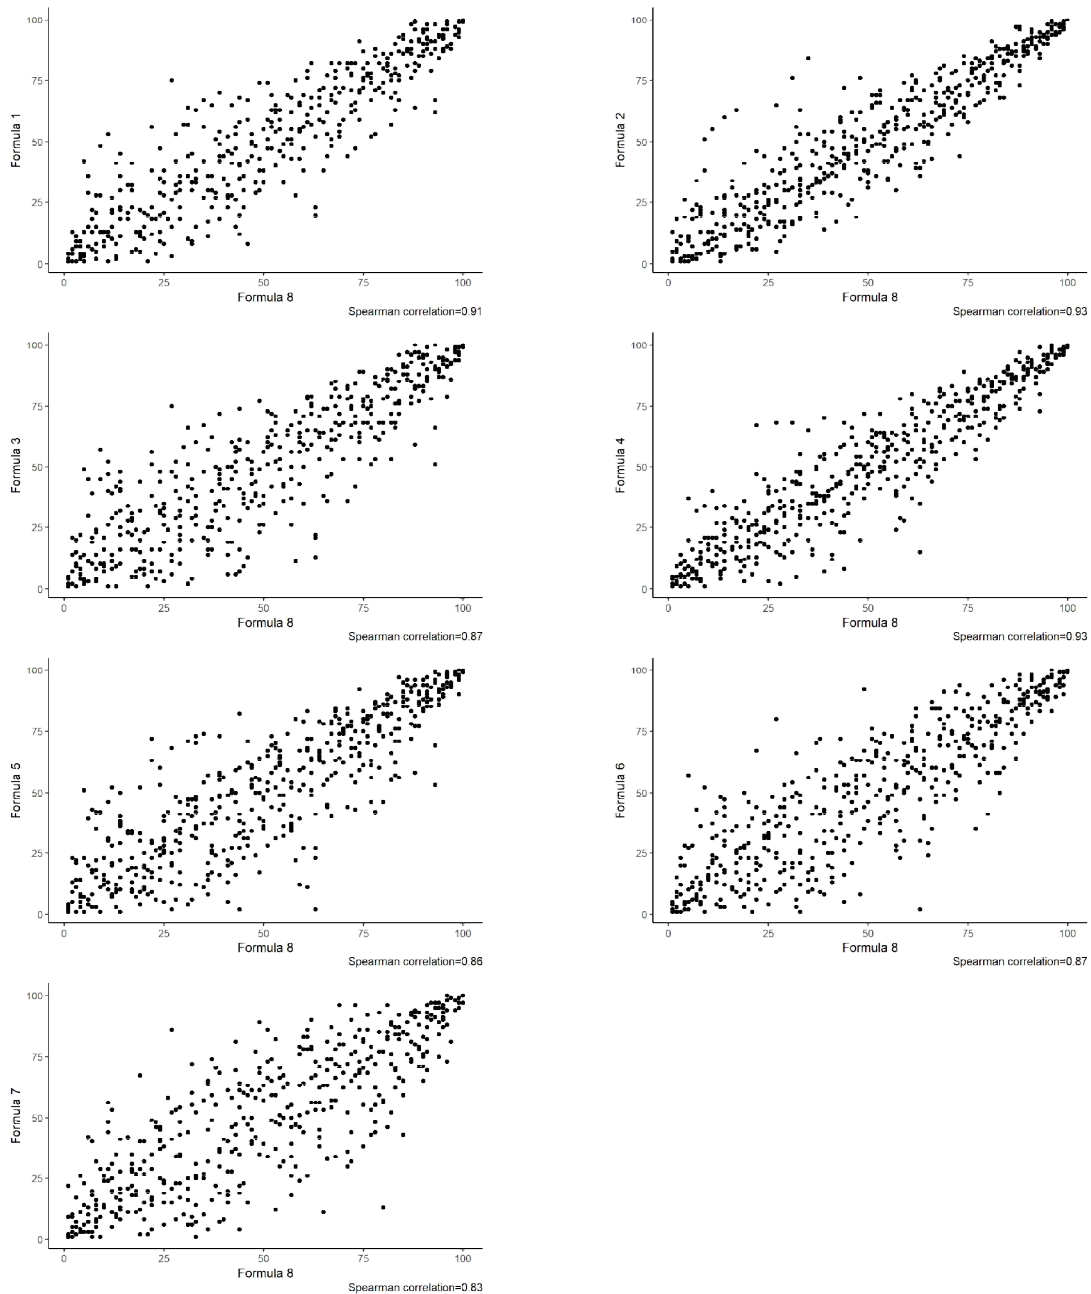 100
75
50
25
0
Formula 1
0 25 50 75 100
Formula 8
Spearman correlation=0.91
100
75
50
25
0
Formula 2
0 25 50 75 100
Formula 8
Spearman correlation=0.93
100
75
50
25
0
Formula 3
0 25 50 75 100
Formula 8
Spearman correlation=0.87
100
75
50
25
0
Formula 4
0 25 50 75 100
Formula 8
Spearman correlation=0.93
100
75
50
25
0
Formula 5
0 25 50 75 100
Formula 8
Spearman correlation=0.86
100
75
50
25
0
Formula 6
0 25 50 75 100
Formula 8
Spearman correlation=0.87
100
75
50
25
0
Formula 7
0 25 50 75 100
Formula 8
Spearman correlation=0.83